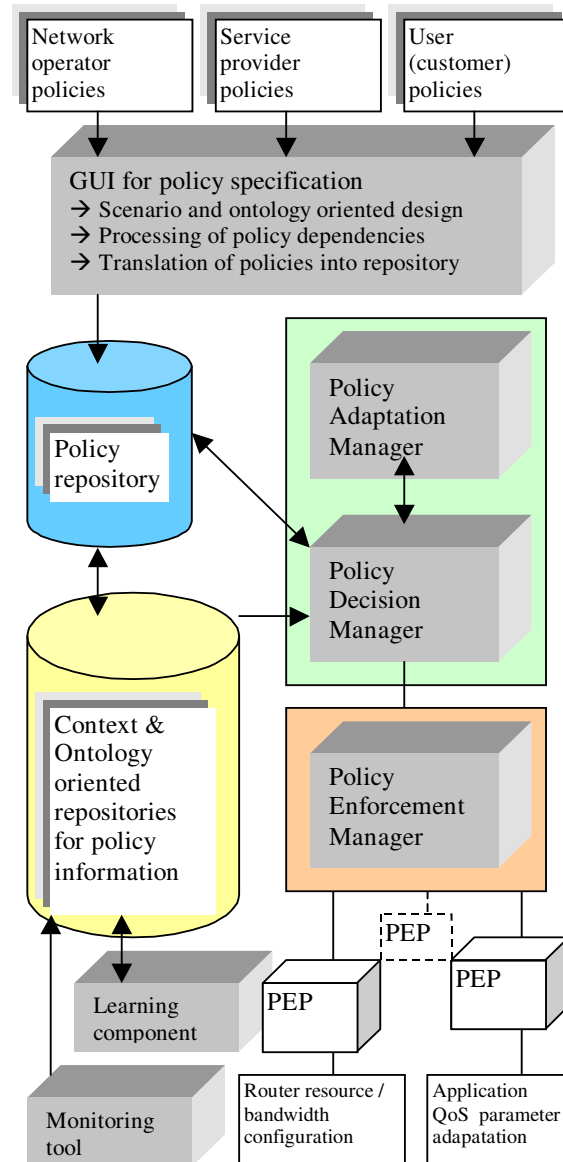 Network
operator
policies
Service
provider
policies
User
(customer)
policies
GUI for policy specification
→ Scenario and ontology oriented design
→ Processing of policy dependencies
→ Translation of policies into repository
Policy
repository
Policy
Adaptation
Manager
Policy
Decision
Manager
Context &
Ontology
oriented
repositories
for policy
information
Policy
Enforcement
Manager
PEP
PEP
PEP
Learning
component
Monitoring
tool
Router resource /
bandwidth
configuration
Application
QoS parameter
adapatation